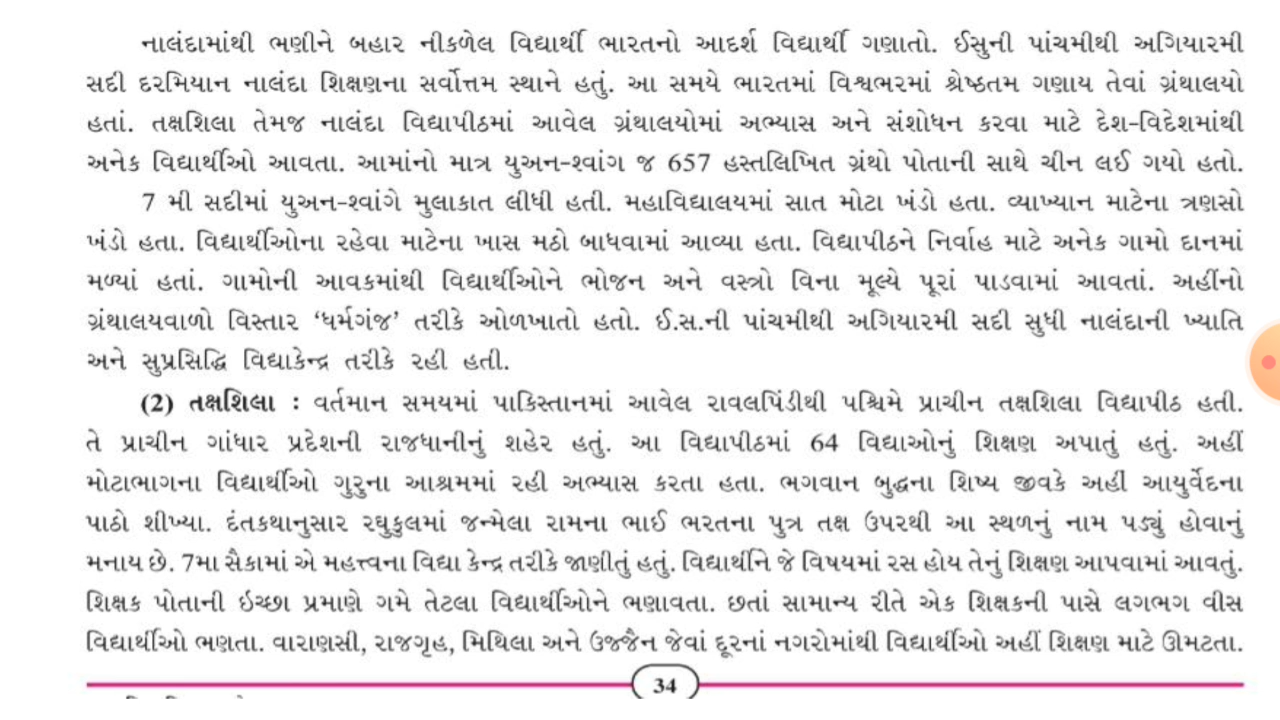 નાલંદામાંથી ભણીને બહાર નીકળેલ વિદ્યાર્થી ભારતનો આદર્શ વિદ્યાર્થી ગણાતો. ઈસુની પાંચમીથી અગિયારમી
સદી દરમિયાન નાલંદા શિક્ષણના સર્વોત્તમ સ્થાને હતું. આ સમયે ભારતમાં વિશ્વભરમાં શ્રેષ્ઠતમ ગણાય તેવાં ગ્રંથાલયો
હતાં. તક્ષશિલા તેમજ નાલંદા વિદ્યાપીઠમાં આવેલ ગ્રંથાલયોમાં અભ્યાસ અને સંશોધન કરવા માટે દેશ-વિદેશમાંથી
અનેક વિદ્યાર્થીઓ આવતા. આમાંનો માત્ર યુઅન-શ્વાંગ જ 657 હસ્તલિખિત ગ્રંથો પોતાની સાથે ચીન લઈ ગયો હતો.
7 મી સદીમાં યુઅન-શ્વાંગે મુલાકાત લીધી હતી. મહાવિદ્યાલયમાં સાત મોટા ખંડો હતા. વ્યાખ્યાન માટેના ત્રણસો
ખંડો હતા. વિદ્યાર્થીઓના રહેવા માટેના ખાસ મઠો બાધવામાં આવ્યા હતા. વિદ્યાપીઠને નિર્વાહ માટે અનેક ગામો દાનમાં
મળ્યાં હતાં. ગામોની આવકમાંથી વિદ્યાર્થીઓને ભોજન અને વસ્ત્રો વિના મૂલ્યે પૂરાં પાડવામાં આવતાં. અહીંનો
ગ્રંથાલયવાળો વિસ્તાર ‘ધર્મગંજ’ તરીકે ઓળખાતો હતો. ઈ.સ.ની પાંચમીથી અગિયારમી સદી સુધી નાલંદાની ખ્યાતિ
અને સુપ્રસિદ્ધિ વિદ્યાકેન્દ્ર તરીકે રહી હતી.
(2) તક્ષશિલા : વર્તમાન સમયમાં પાકિસ્તાનમાં આવેલ રાવલપિંડીથી પશ્ચિમે પ્રાચીન તક્ષશિલા વિદ્યાપીઠ હતી.
તે પ્રાચીન ગાંધાર પ્રદેશની રાજધાનીનું શહેર હતું. આ વિદ્યાપીઠમાં 64 વિદ્યાઓનું શિક્ષણ અપાતું હતું. અહીં
મોટાભાગના વિદ્યાર્થીઓ ગુરુના આશ્રમમાં રહી અભ્યાસ કરતા હતા. ભગવાન બુદ્ધના શિષ્ય જીવકે અહીં આયુર્વેદના
પાઠો શીખ્યા. દંતકથાનુસાર રઘુકુલમાં જન્મેલા રામના ભાઈ ભરતના પુત્ર તક્ષ ઉપરથી આ સ્થળનું નામ પડ્યું હોવાનું
મનાય છે. 7મા સૈકામાં એ મહત્ત્વના વિદ્યા કેન્દ્ર તરીકે જાણીતું હતું. વિદ્યાર્થીને જે વિષયમાં રસ હોય તેનું શિક્ષણ આપવામાં આવતું.
શિક્ષક પોતાની ઇચ્છા પ્રમાણે ગમે તેટલા વિદ્યાર્થીઓને ભણાવતા. છતાં સામાન્ય રીતે એક શિક્ષકની પાસે લગભગ વીસ
વિદ્યાર્થીઓ ભણતા. વારાણસી, રાજગૃહ, મિથિલા અને ઉજ્જૈન જેવાં દૂરનાં નગરોમાંથી વિદ્યાર્થીઓ અહીં શિક્ષણ માટે ઊમટતા.
34